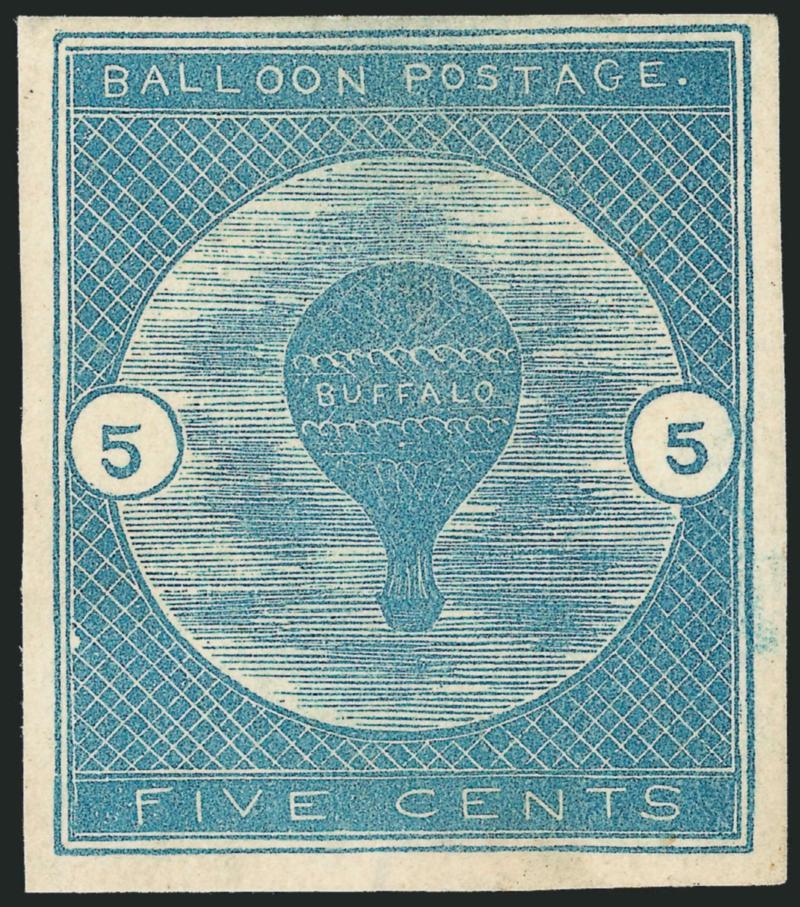 BALLOON POSTAGE.
BUFFALO
5 5
FIVE CENTS